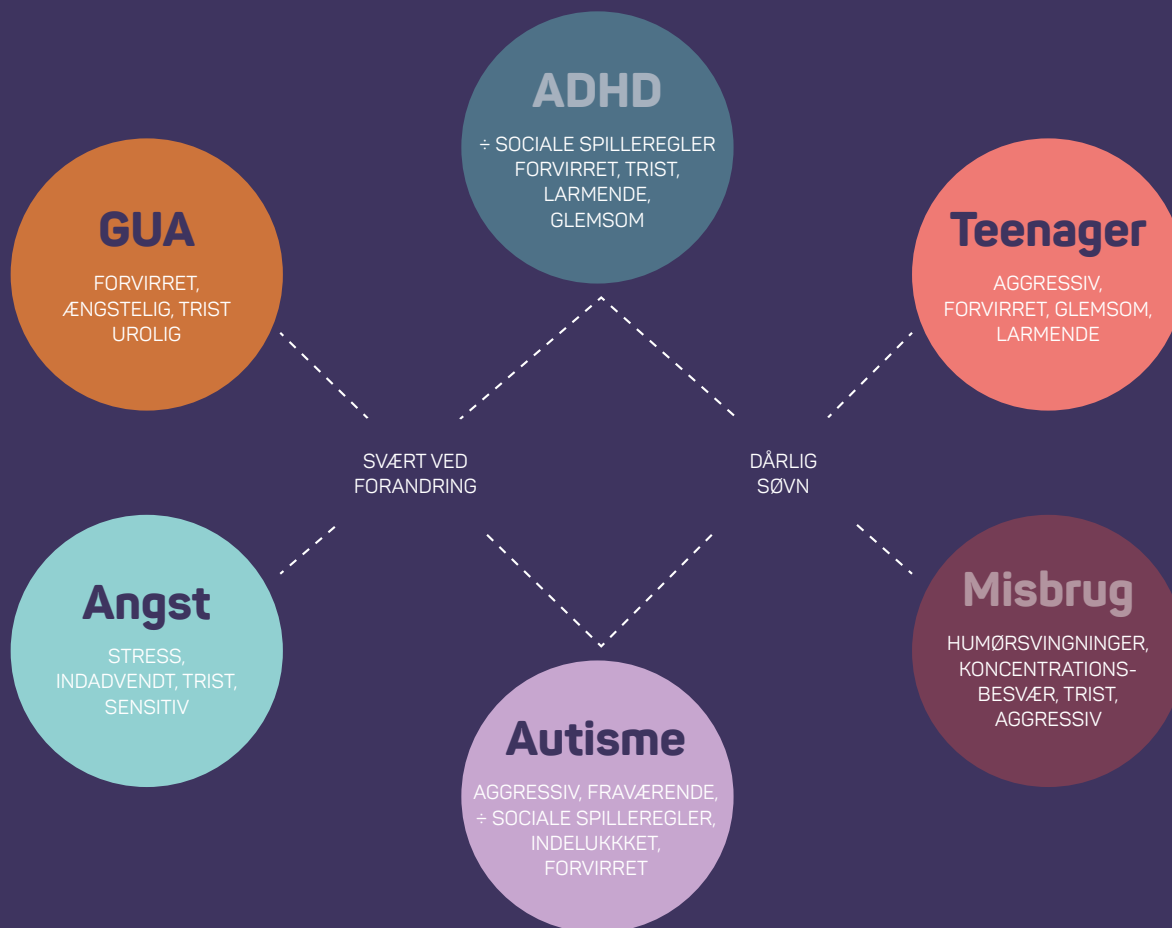 ADHD
÷ SOCIALE SPILLEREGLER
FORVIRRET, TRIST,
LARMENDE,
GLEMSOM
GUA
FORVIRRET,
ÆNGSTELIG, TRIST
UROLIG
Teenager
AGGRESSIV,
FORVIRRET, GLEMSOM,
LARMENDE
SVÆRT VED
FORANDRING
DÅRLIG
SØVN
Angst
STRESS,
INDADVENDT, TRIST,
SENSITIV
Misbrug
HUMØRSVINGNINGER,
KONCENTRATIONS-
BESVÆR, TRIST,
AGGRESSIV
Autisme
AGGRESSIV, FRAVÆRENDE,
÷ SOCIALE SPILLEREGLER,
INDELUKKKET,
FORVIRRET